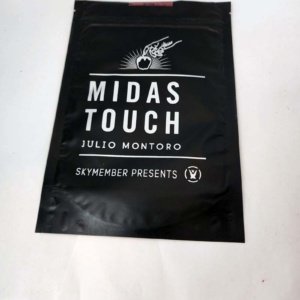 MIDAS
TOUCH
JULIO MONTORO
SKYMEMBER PRESENTS